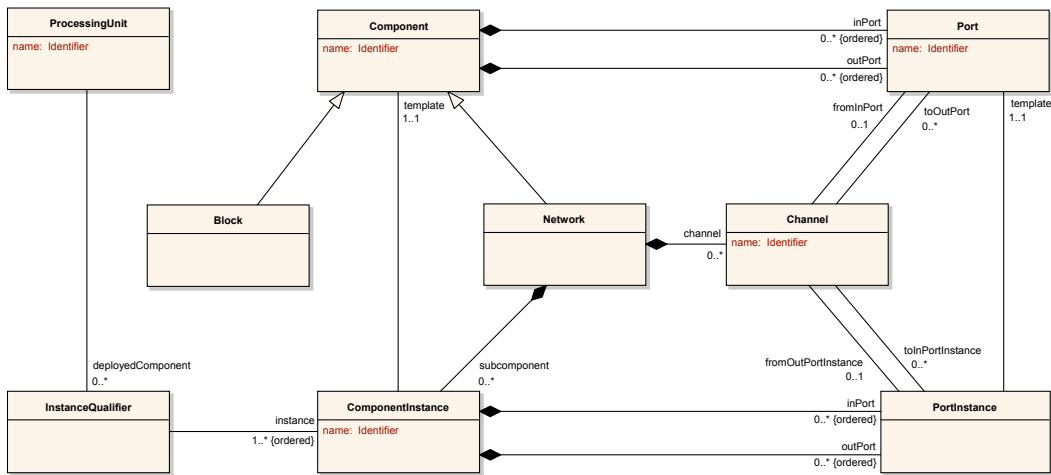 ProcessingUnit
name: Identifier
Component
name: Identifier
inPort
0..* {ordered}
outPort
0..* {ordered}
Port
name: Identifier
template
1..1
fromInPort
0..1
toOutPort
0..*
template
1..1
Block
Network
channel
0..*
Channel
name: Identifier
deployedComponent
0..*
subcomponent
0..*
fromOutPortInstance
0..1
toInPortInstance
0..*
InstanceQualifier
instance
1..* {ordered}
ComponentInstance
name: Identifier
inPort
0..* {ordered}
outPort
0..* {ordered}
PortInstance